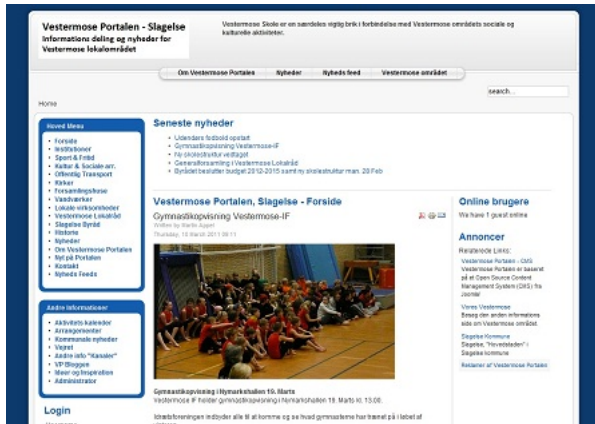 Vestermose Portalen - Slagelse
Informations deling og nyheder for
Vestermose lokalområdet
Vestermose Skole er en særdeles vigtig brik i forbindelse med Vestermose områdets sociale og
kulturelle aktiviteter.
Om Vestermose Portalen
Nyheder
Nyheds feed
Vestermose området
search...
Home
Hoved Menu
Forside
Institutioner
Sport & Fritid
Kultur & Sociale arr.
Offentlig Transport
Kirker
Forsamlingshuse
Vandværker
Lokale virksomheder
Vestermose Lokalråd
Slagelse Byråd
Historie
Nyheder
Om Vestermose Portalen
Nyt på Portalen
Kontakt
Nyheds Feeds
Andre informationer
Aktivitets kalender
Arrangementer
Kommunale nyheder
Vejret
Andre info "Kanaler"
VP Bloggen
Meer og Inspiration
Administrator
Login
Seneste nyheder
Udendørs fodbold opstart
Gymnastikopvisning Vestermose-IF
Ny skolestruktur vedtaget
Generalforsamling i Vestermose Lokalråd
Byrådet beslutter budget 2012-2015 samt ny skolestruktur man. 28 Feb
Vestermose Portalen, Slagelse - Forside
Gymnastikopvisning Vestermose-IF
Written by Martin Appel
Thursday, 10 March 2011 09:11
Gymnastikopvisning i Nymarkshallen 19. Marts
Vestermose IF holder gymnastikopvisning i Nymarkshallen 19. Marts kl. 13.00.
Idrætsforeningen indbyder alle til at komme og se hvad gymnasterne har trænet på i løbet af
Online brugere
We have 1 guest online
Annoncer
Relaterede Links:
Vestermose Portalen - CMS
Vestermose Portalen er baseret
på et Open Source Content
Management System (CMS) fra
Joomla!
Vores Vestermose
Besøg den anden informations
side om Vestermose området.
Slagelse Kommune
Slagelse, "Hovedstaden" i
Slagelse kommune
Reklamer af Vestermose Portalen